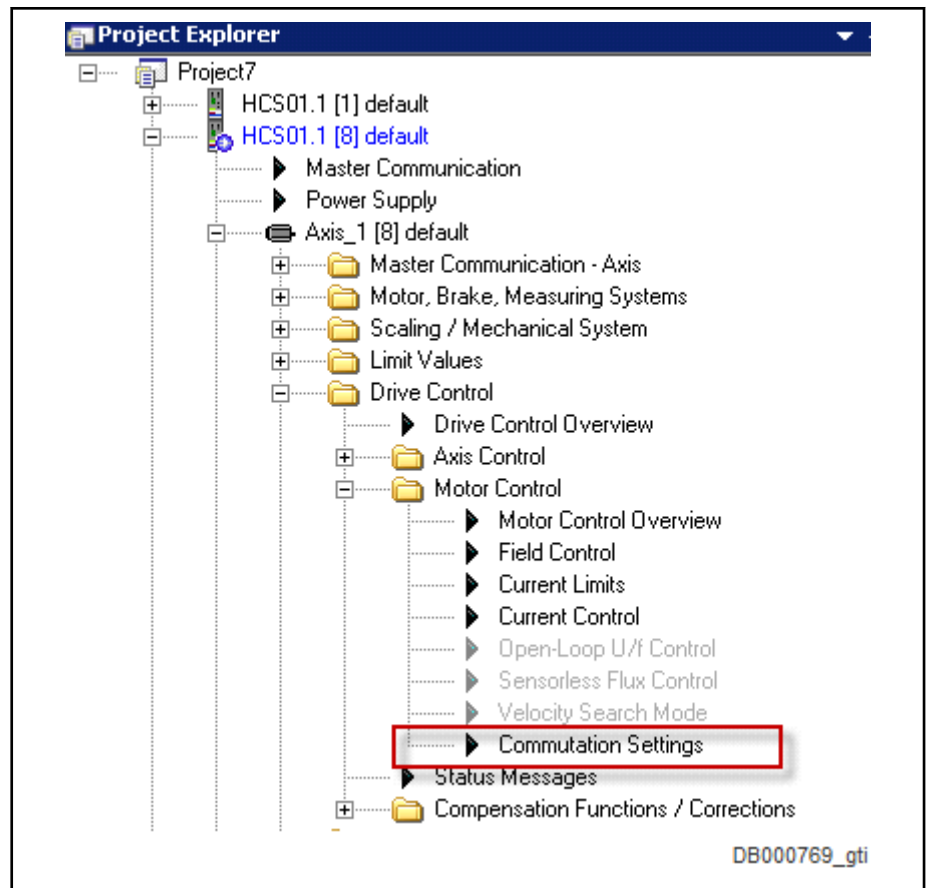 Project Explorer
Project7
HCS01.1 [1] default
HCS01.1 [8] default
Master Communication
Power Supply
Axis_1 [8] default
Master Communication - Axis
Motor, Brake, Measuring Systems
Scaling / Mechanical System
Limit Values
Drive Control
Drive Control Overview
Axis Control
Motor Control
Motor Control Overview
Field Control
Current Limits
Current Control
Open-Loop U/f Control
Sensorless Flux Control
Velocity Search Mode
Commutation Settings
Status Messages
Compensation Functions / Corrections
DB000769_gti